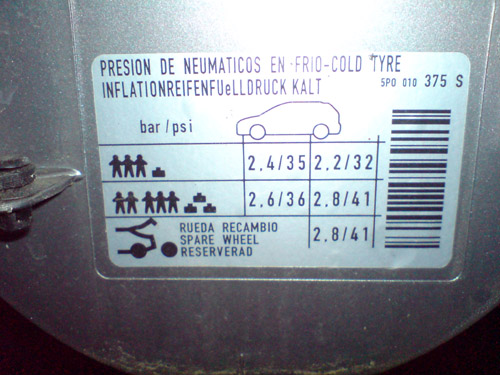 PRESION DE NEUMATICOS EN FRIO-COLD TYRE
INFLATIONREIFENFUeLLDRUCK KALT
5P0 010 375 S
bar/psi
2,4/35 2,2/32
2,6/36 2,8/41
RUEDA RECAMBIO
SPARE WHEEL
RESERVERAD
2,8/41